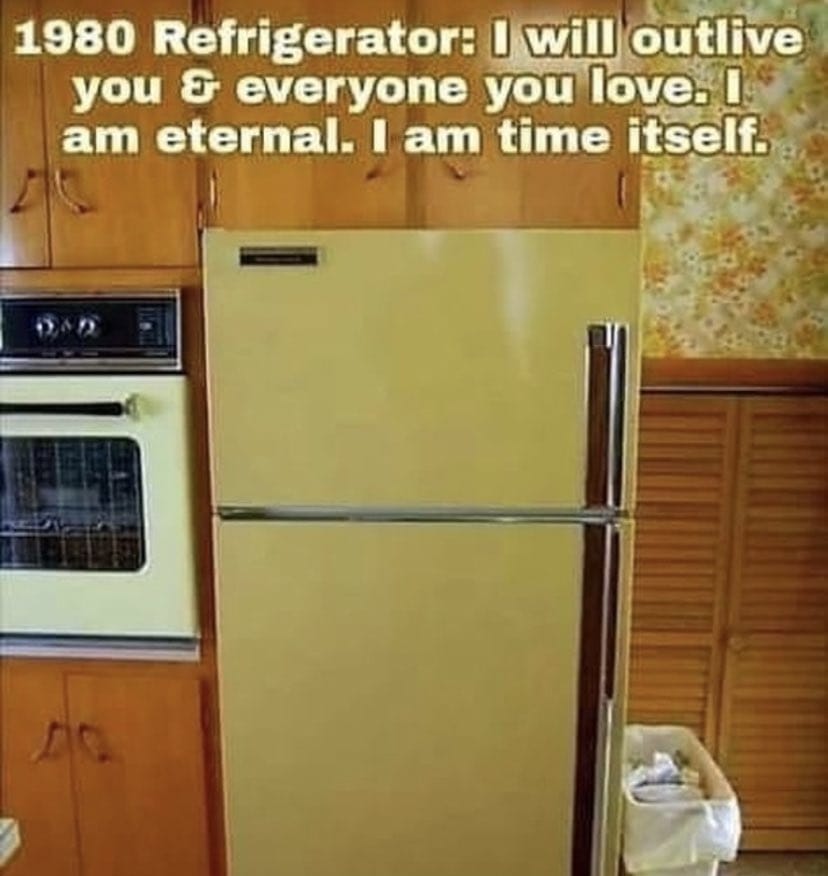 1980 Refrigerator: I will outlive
you & everyone you love. I
am eternal. I am time itself.